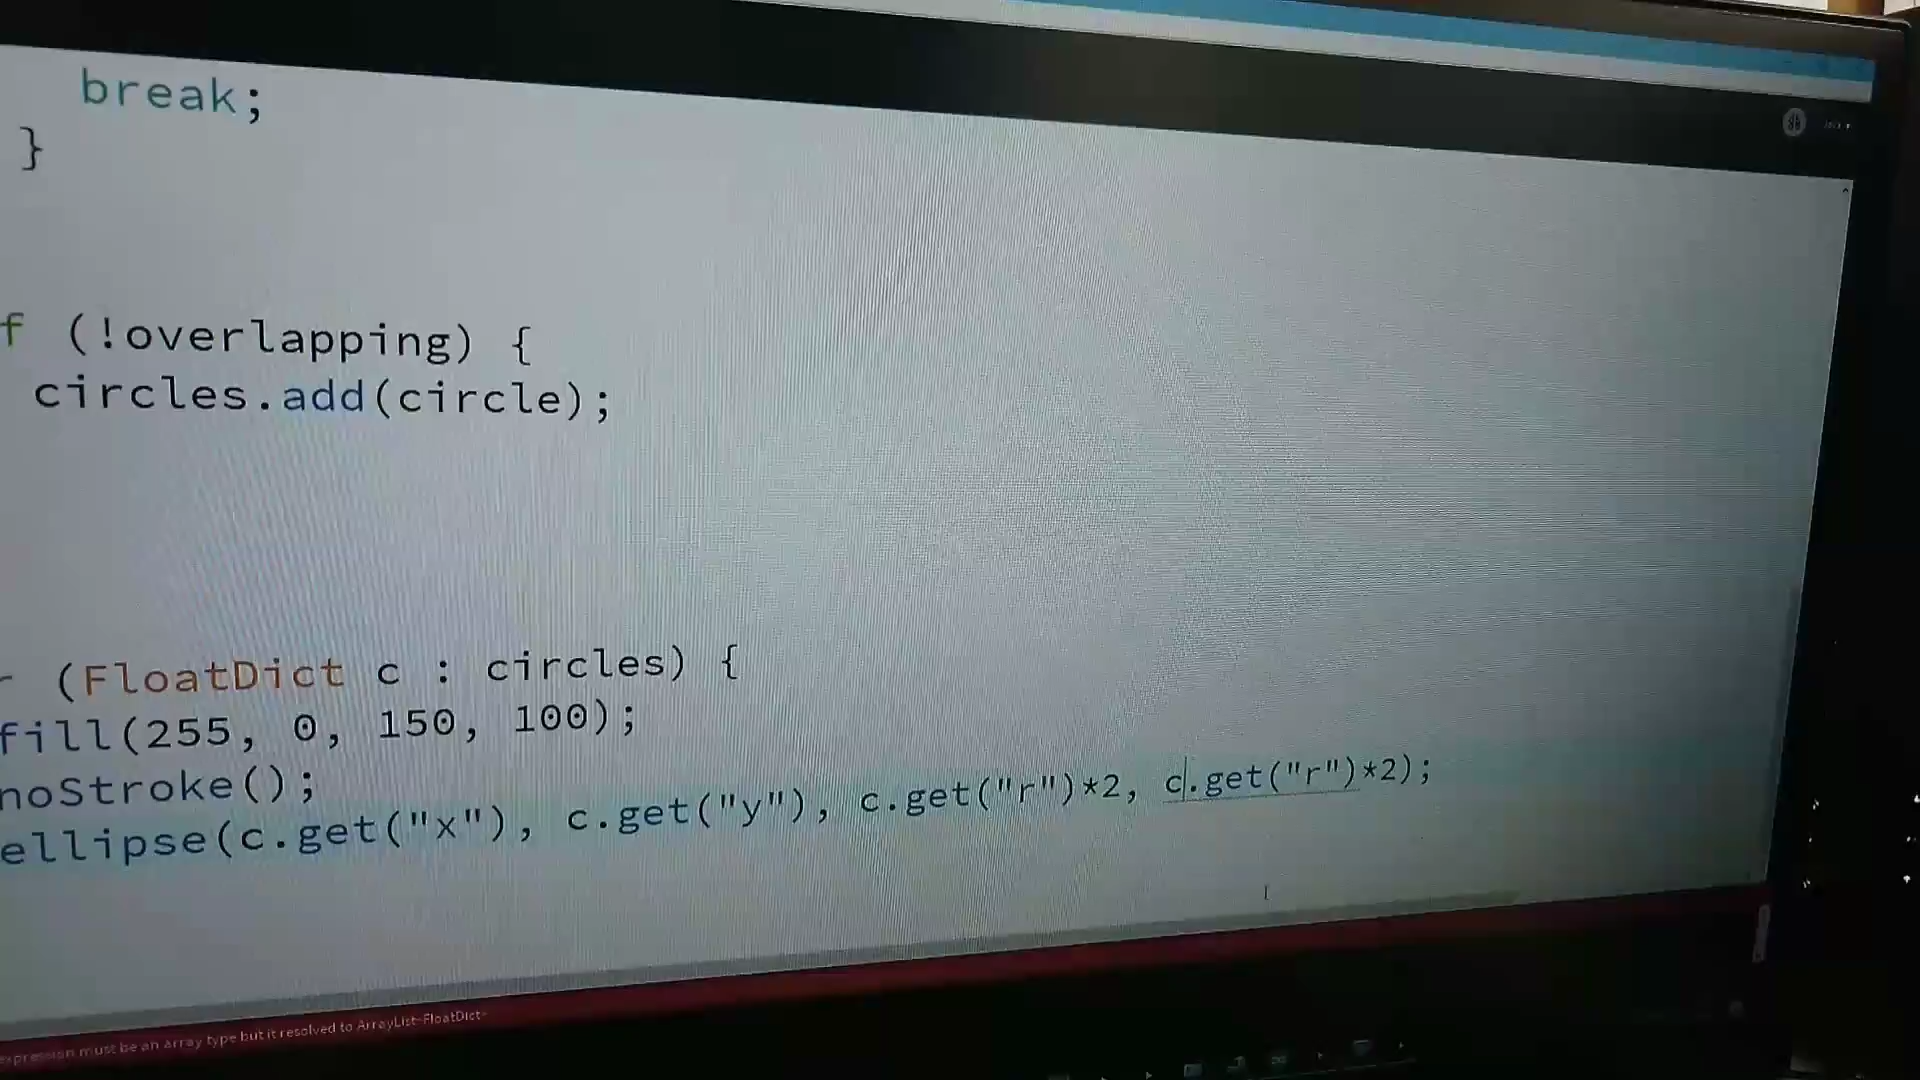 break;
}
f (!overlapping) {
circles.add(circle);
r (FloatDict c : circles) {
fill(255, 0, 150, 100);
noStroke();
ellipse(c.get("x"), c.get("y"), c.get("r")*2, c.get("r")*2);
expression must be an array type but it resolved to ArrayList<FloatDict>